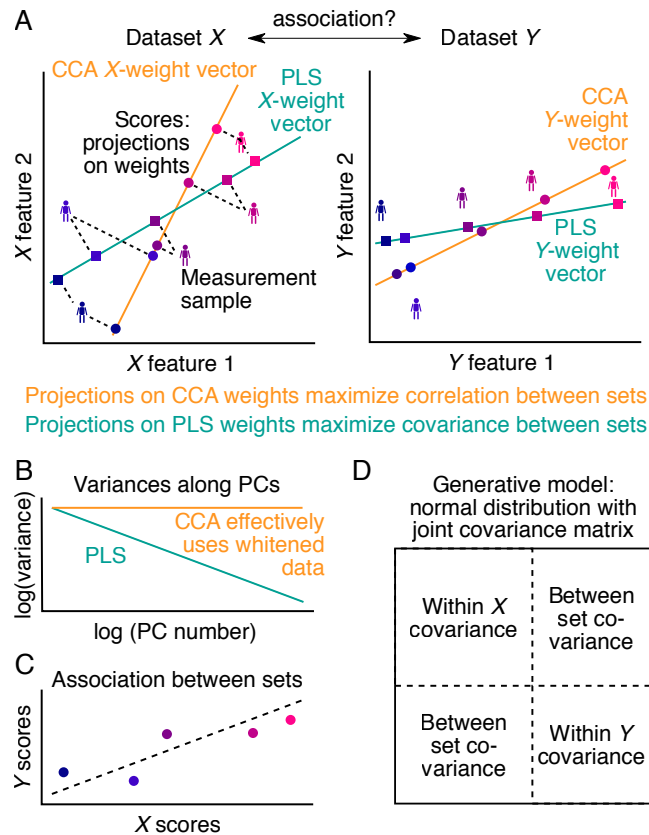 A
association?
Dataset X
Dataset Y
CCA X-weight vector
PLS
X-weight
vector
Scores:
projections
on weights
Measurement
sample
X feature 2
X feature 1
CCA
Y-weight
vector
PLS
Y-weight
vector
Y feature 2
Y feature 1
Projections on CCA weights maximize correlation between sets
Projections on PLS weights maximize covariance between sets
B
Variances along PCs
CCA effectively
uses whitened
data
PLS
log(variance)
log (PC number)
C
Association between sets
Y scores
X scores
D
Generative model:
normal distribution with
joint covariance matrix
Within X
covariance
Between
set co-
variance
Between
set co-
variance
Within Y
covariance